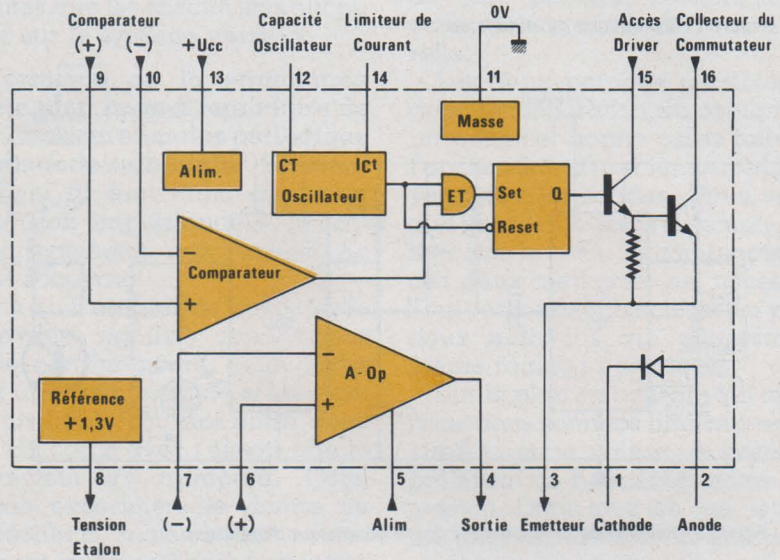 Comparateur
(+)
(−)
Capacité
Oscillateur
Limiteur de
Courant
0V
Accès
Driver
Collecteur du
Commutateur
+Ucc
9
10
13
12
14
11
15
16
Alim.
CT
Ict
Oscillateur
Masse
ET
Set
Q
Reset
−
Comparateur
+
−
A-Op
+
Référence
+1,3V
8
7
6
5
4
3
1
2
Tension
Etalon
(−)
(+)
Alim
Sortie
Emetteur
Cathode
Anode